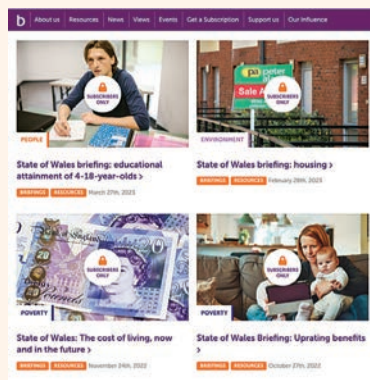 b About us Resources News Views Events Get a Subscription Support us Our Influence
SUBSCRIBERS
ONLY
PEOPLE
State of Wales briefing: educational
attainment of 4-18-year-olds >
BRIEFINGS RESOURCES March 27th, 2023
pa peter
Sale A
SUBSCRIBERS
ONLY
ENVIRONMENT
State of Wales briefing: housing >
BRIEFINGS RESOURCES February 28th, 2023
20
SUBSCRIBERS
ONLY
POVERTY
State of Wales: The cost of living, now
and in the future >
BRIEFINGS RESOURCES November 24th, 2022
SUBSCRIBERS
ONLY
POVERTY
State of Wales Briefing: Uprating benefits
>
BRIEFINGS RESOURCES October 27th, 2022